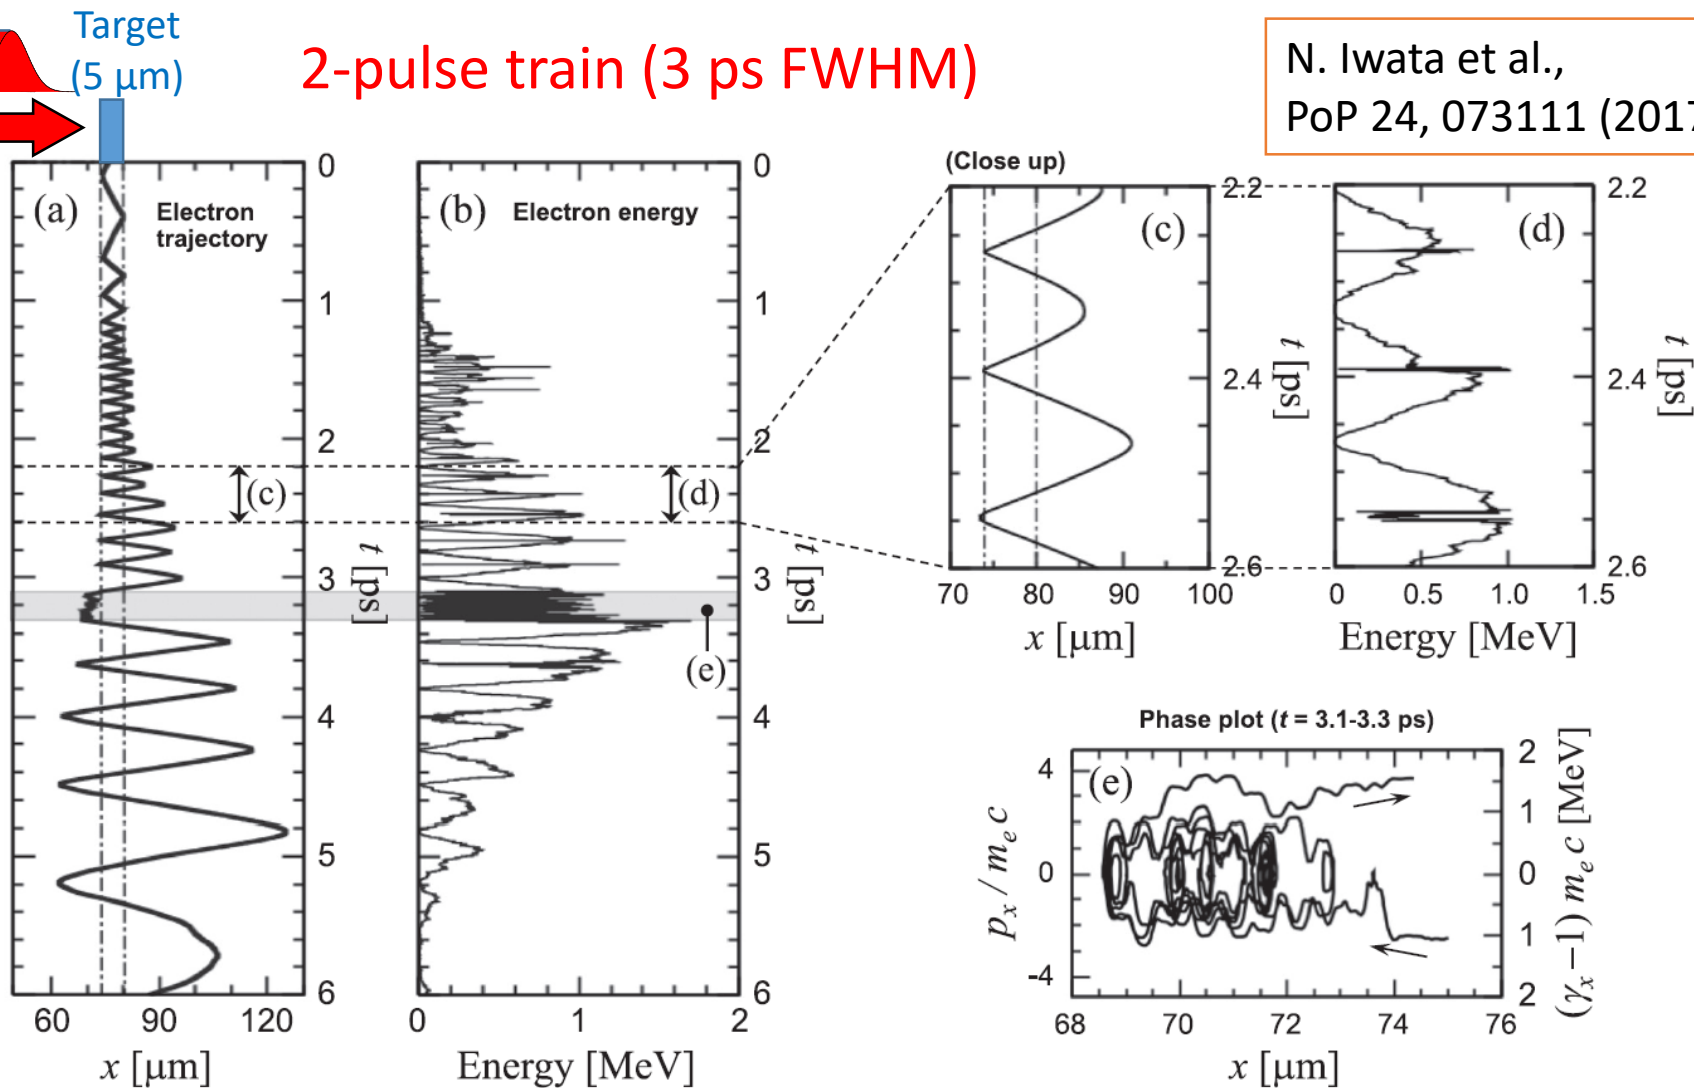 Target
(5 µm)
2-pulse train (3 ps FWHM)
N. Iwata et al.,
PoP 24, 073111 (2017
(a)
Electron
trajectory
0
1
2
3
4
5
6
(c)
t [ps]
60 90 120
x [µm]
(b)
Electron energy
0
1
2
3
4
5
6
(d)
(e)
t [ps]
0 1 2
Energy [MeV]
(Close up)
(c)
2.2
2.4
2.6
t [ps]
70 80 90 100
x [µm]
(d)
2.2
2.4
2.6
t [ps]
0 0.5 1.0 1.5
Energy [MeV]
Phase plot (t = 3.1-3.3 ps)
(e)
4
0
-4
p_x / m_e c
2
1
0
1
2
(γ_x − 1) m_e c [MeV]
68 70 72 74 76
x [µm]